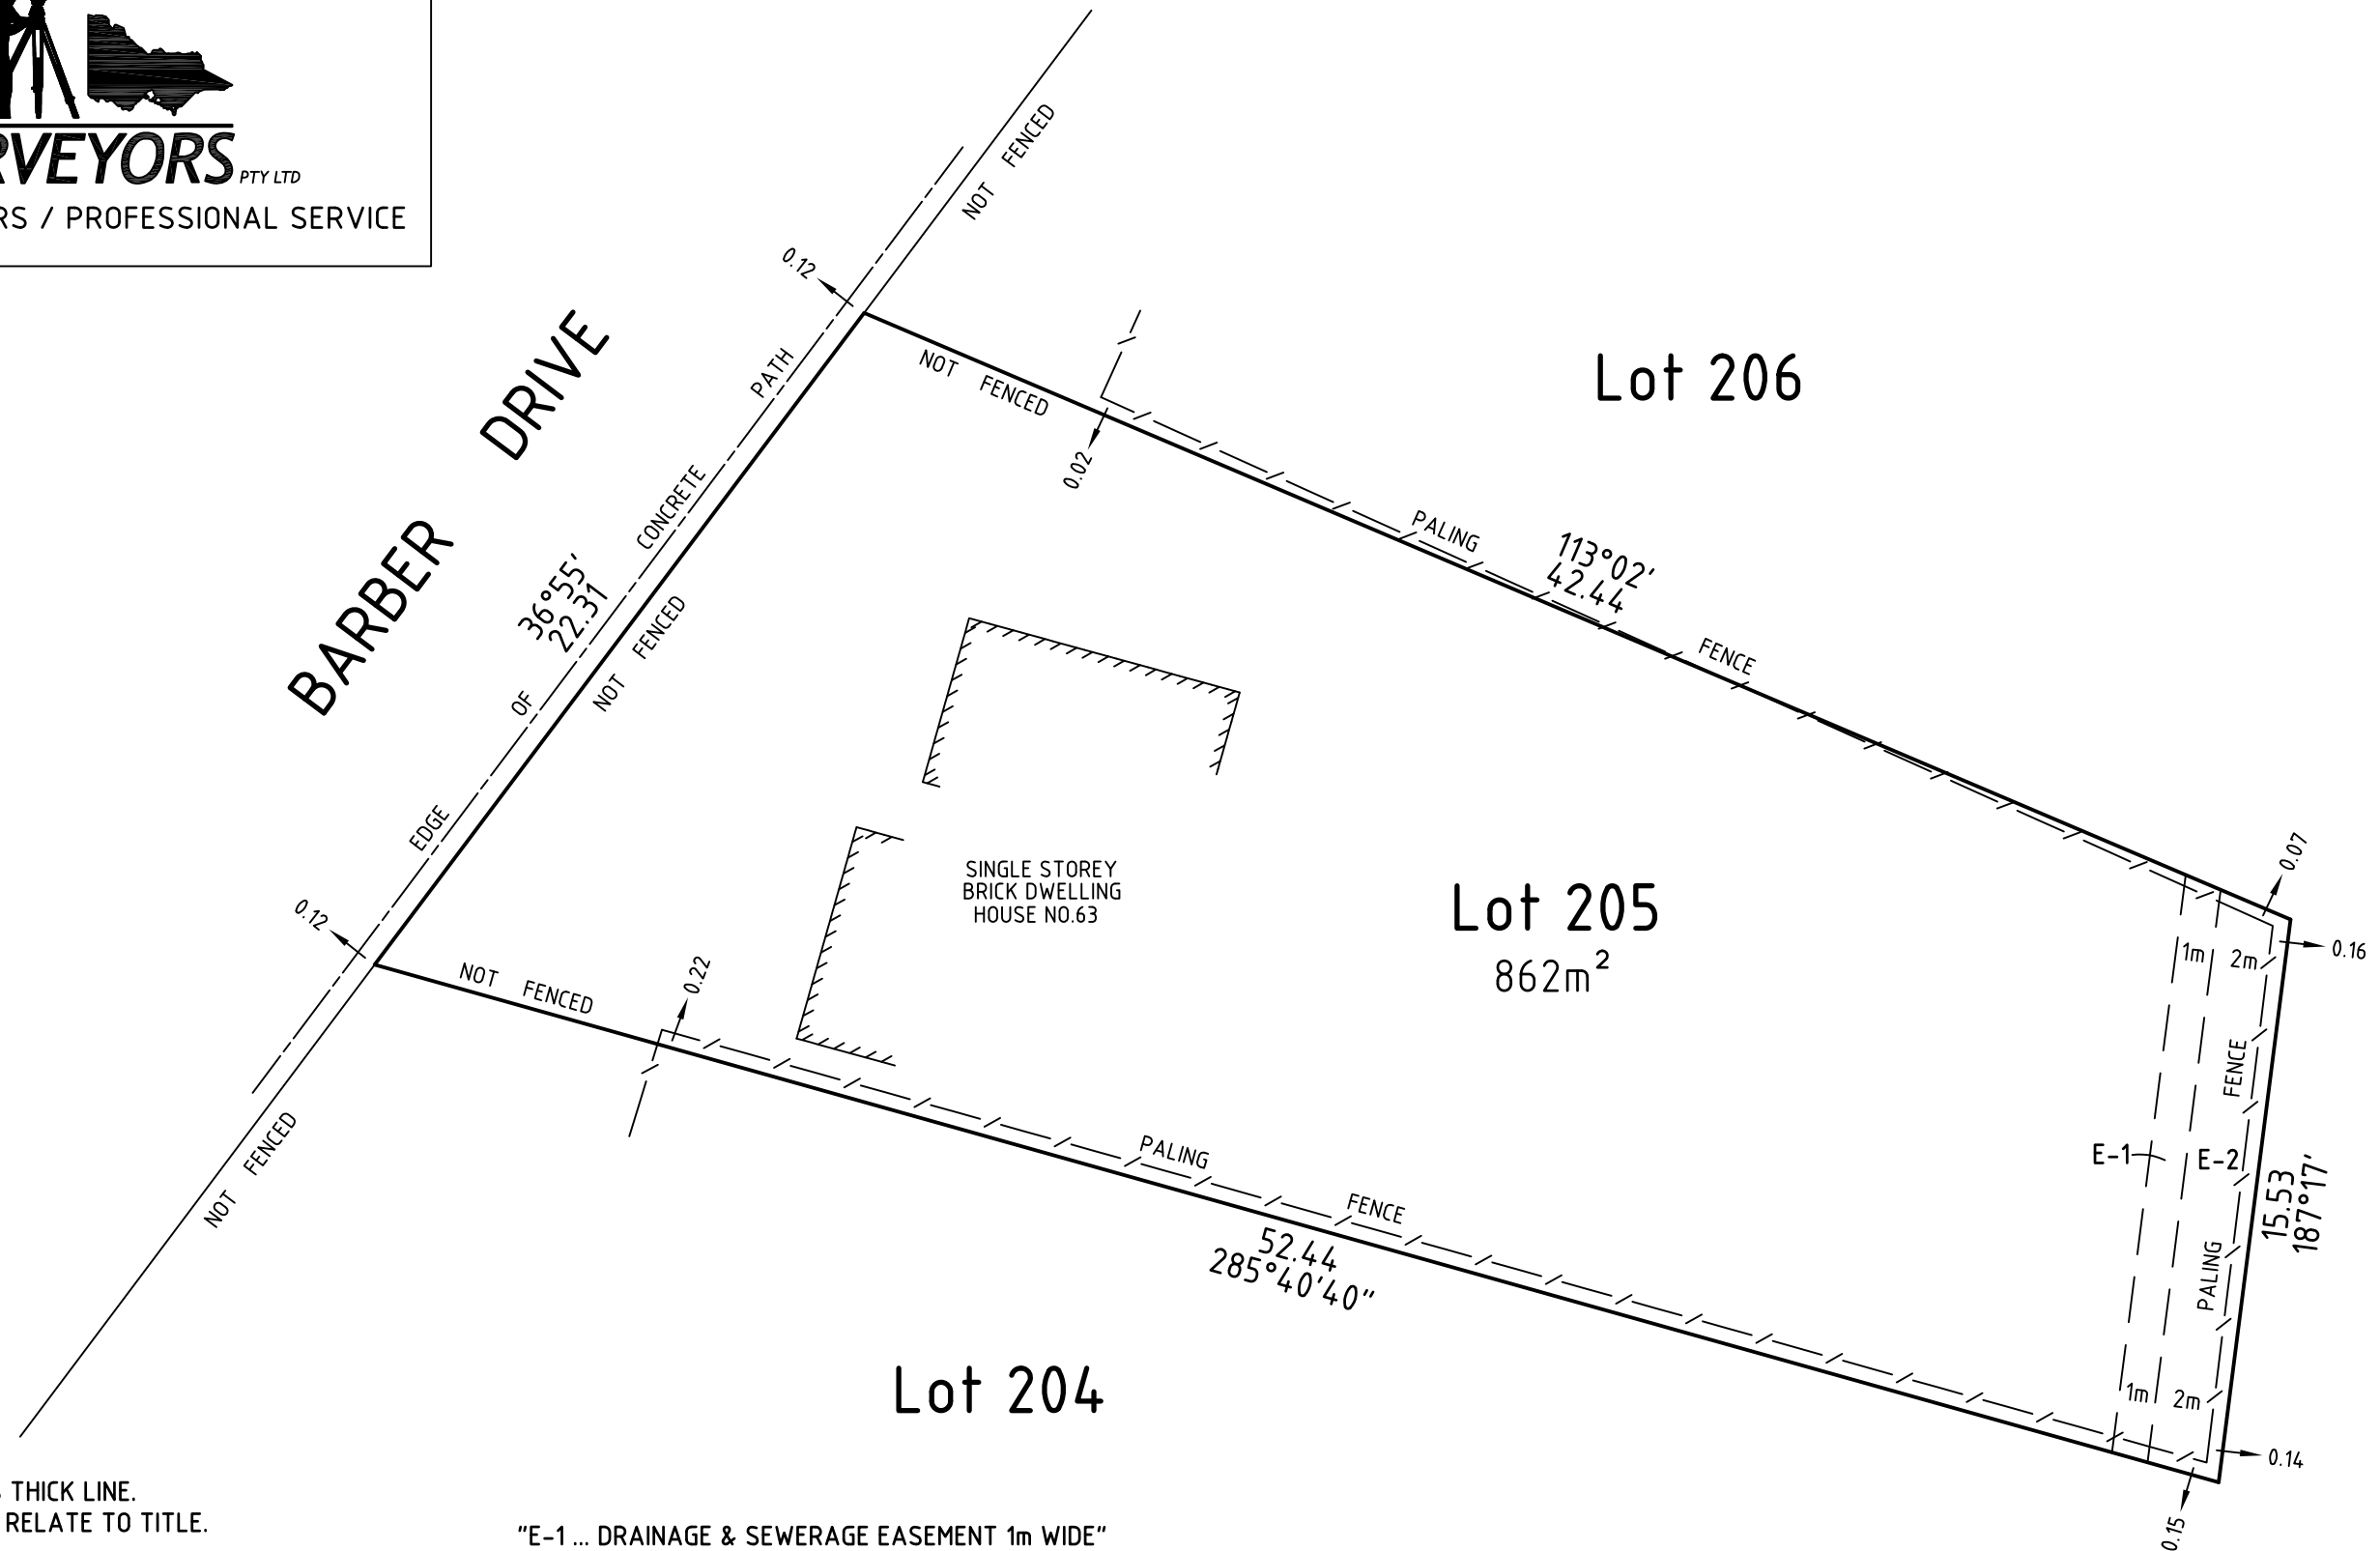 PTY LTD
/ PROFESSIONAL SERVICE
NOT FENCED
0.12
BARBER DRIVE
EDGE OF CONCRETE PATH
36°55'
22.31
NOT FENCED
NOT FENCED
0.02
Lot 206
PALING FENCE
113°02'
42.44
0.07
0.16
SINGLE STOREY
BRICK DWELLING
HOUSE NO.63
Lot 205
862m²
1m 2m
0.12
NOT FENCED
0.22
NOT FENCED
PALING FENCE
52.44
285°40'40"
E-1 E-2
PALING FENCE
15.53
187°17'
1m 2m
0.14
0.15
Lot 204
THICK LINE.
RELATE TO TITLE.
"E-1 ... DRAINAGE & SEWERAGE EASEMENT 1m WIDE"